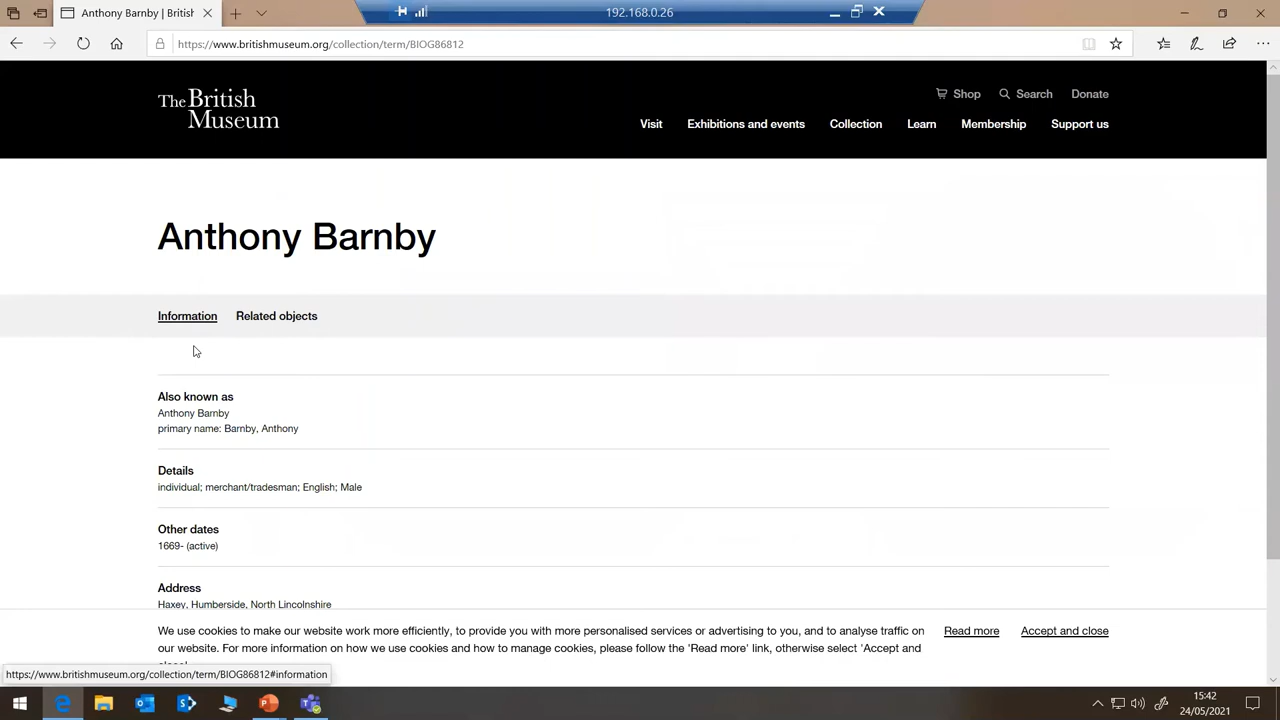 Anthony Barnby | British
192.168.0.26
https://www.britishmuseum.org/collection/term/BIOG86812
The British
Museum
Shop
Search
Donate
Visit
Exhibitions and events
Collection
Learn
Membership
Support us
Anthony Barnby
Information
Related objects
Also known as
Anthony Barnby
primary name: Barnby, Anthony
Details
individual; merchant/tradesman; English; Male
Other dates
1669- (active)
Address
Haxey, Humberside, North Lincolnshire
We use cookies to make our website work more efficiently, to provide you with more personalised services or advertising to you, and to analyse traffic on
our website. For more information on how we use cookies and how to manage cookies, please follow the 'Read more' link, otherwise select 'Accept and
Read more
Accept and close
https://www.britishmuseum.org/collection/term/BIOG86812#information
15:42
24/05/2021